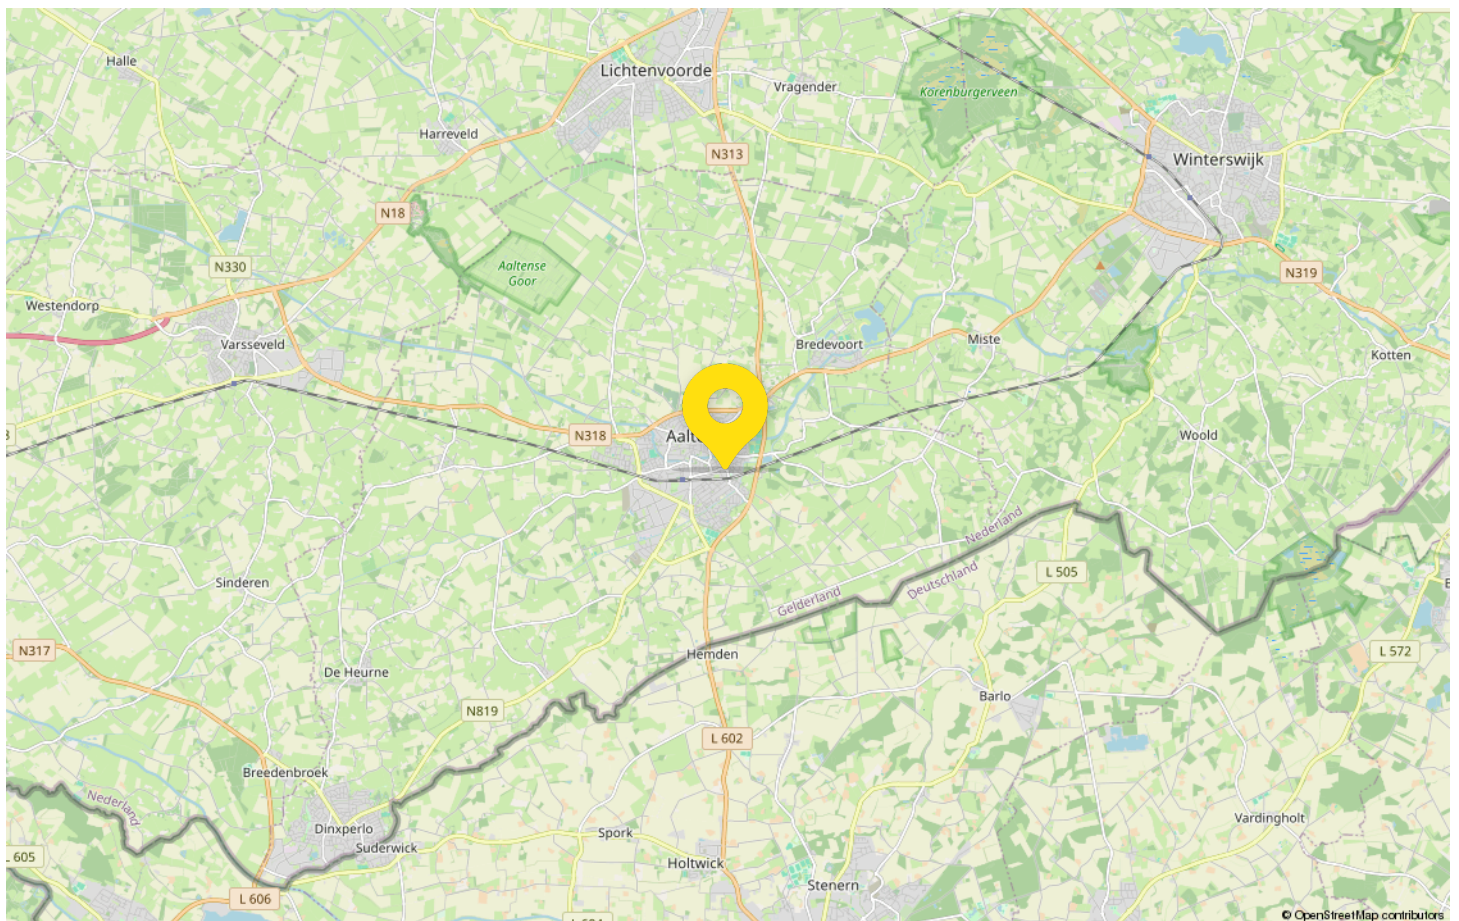 Halle
Lichtenvoorde
Vragender
Korenburgerveen
Harreveld
N313
Winterswijk
N18
Aaltense
Goor
N330
N319
Westendorp
Varsseveld
Bredevoort
Miste
Kotten
N318
Aalt
Woold
Nederland
Deutschland
L 505
Sinderen
Gelderland
N317
Hemden
L 572
De Heurne
Barlo
N819
L 602
Breedenbroek
Nederland
Dinxperlo
Suderwick
Spork
Vardingholt
L 605
Holtwick
Stenern
L 606
© OpenStreetMap contributors